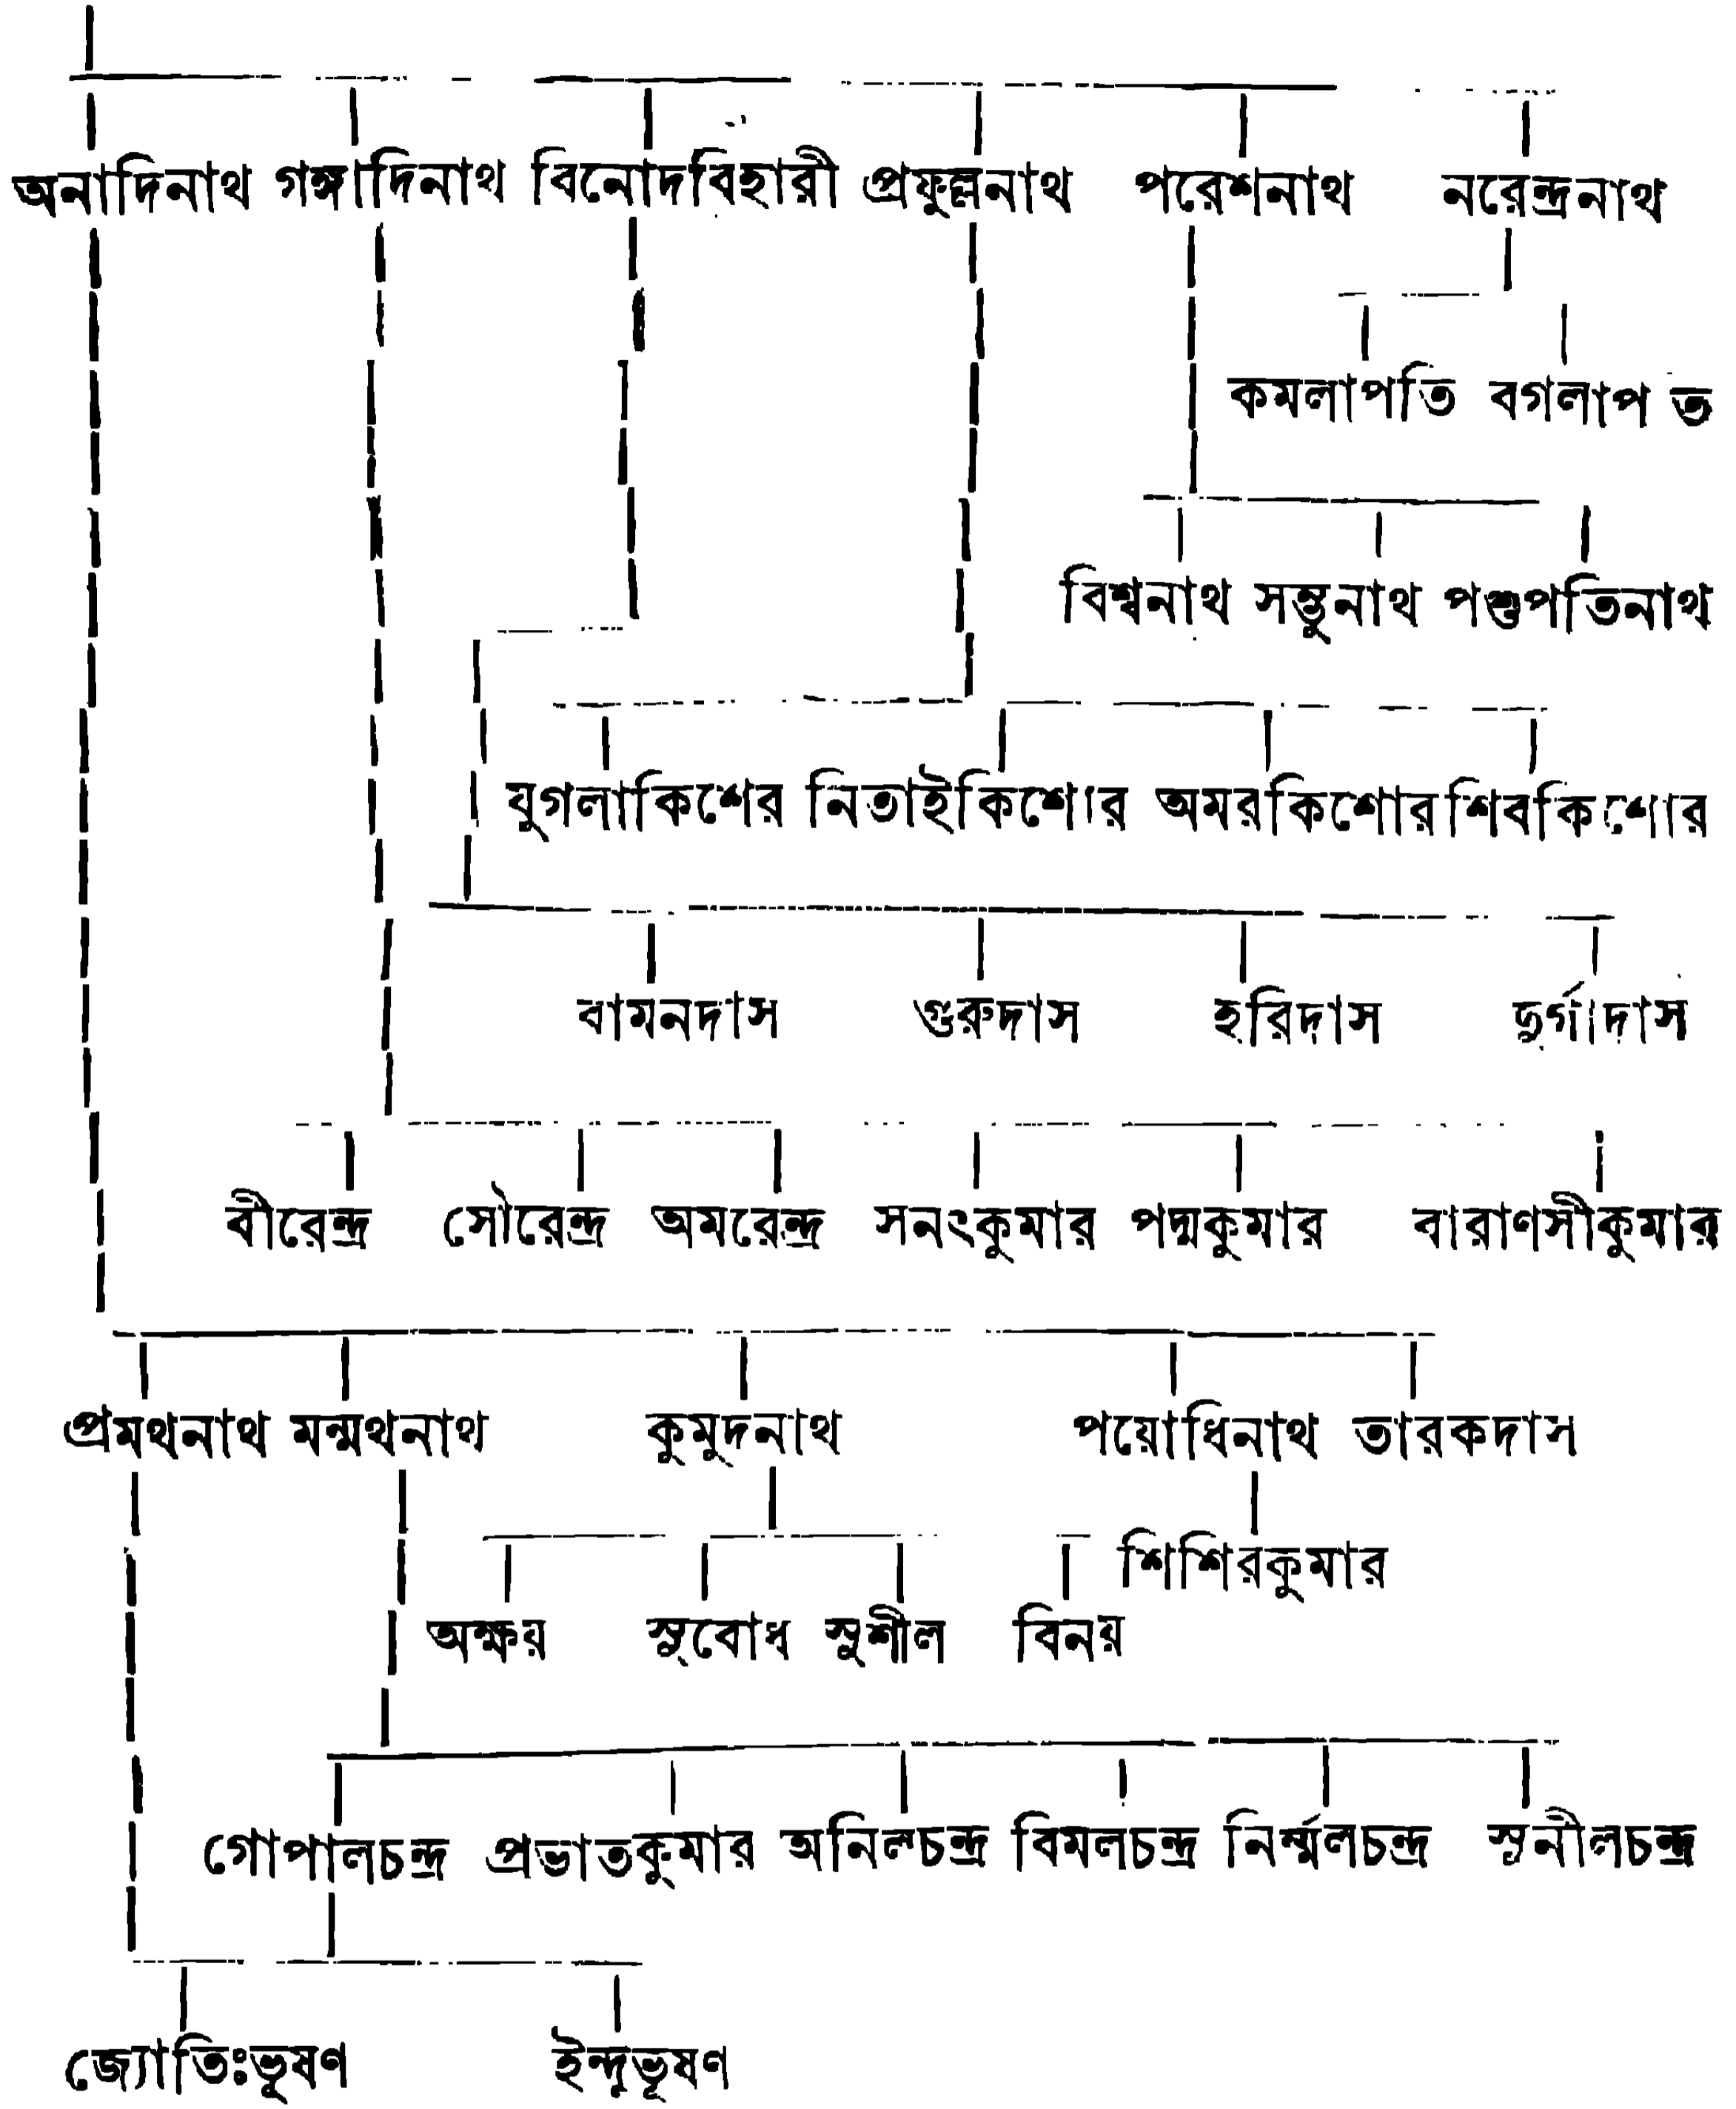 অনাদিনাথ গঙ্গাদিনাথ বিনোদবিহারী প্রফুল্লনাথ পরেশনাথ নরেন্দ্রনাথ
কমলাপতি বগলাপ ত
বিশ্বনাথ সম্ভুনাথ পশুপতিনাথ
যুগলাকিশের নিতাইকিশোর অমরকিশোর শিবকিশোর
বামনদাস গুরুদাস হরিদাস দুর্গাদাস
বীরেন্দ্র সৌরেন্দ্র অমরেন্দ্র সনৎকুমার পদ্মকুমার বারাণসীকুমার
প্রমথনাথ মন্মথনাথ কুমুদনাথ পয়োধিনাথ তারকদাস
শিশিরকুমার
অক্ষয় সুবোধ সুশীল বিনয়
গোপালচন্দ্র প্রভাতকুমার অনিলচন্দ্র বিমলচন্দ্র নির্ম্মলচন্দ্র সুনীলচন্দ্র
জ্যোতিঃভূষণ ইন্দুভূষণ